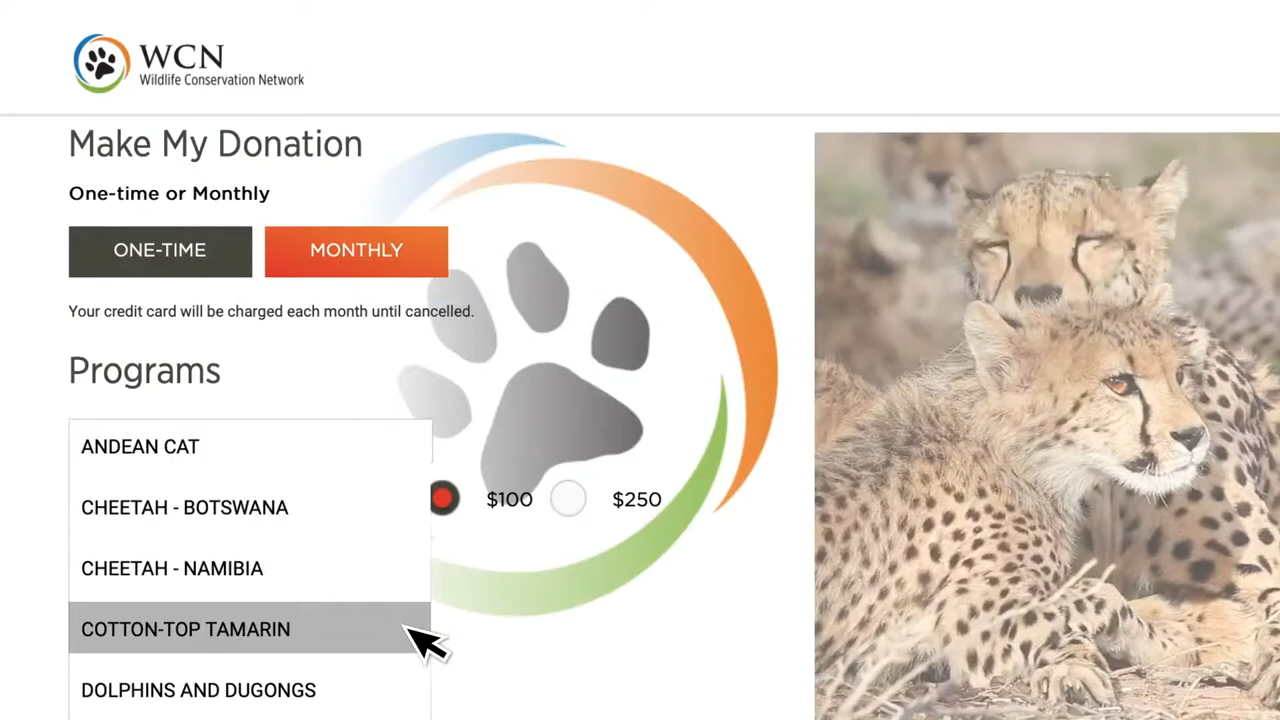 WCN
Wildlife Conservation Network
Make My Donation
One-time or Monthly
ONE-TIME MONTHLY
Your credit card will be charged each month until cancelled.
Programs
ANDEAN CAT
CHEETAH - BOTSWANA
$100 $250
CHEETAH - NAMIBIA
COTTON-TOP TAMARIN
DOLPHINS AND DUGONGS